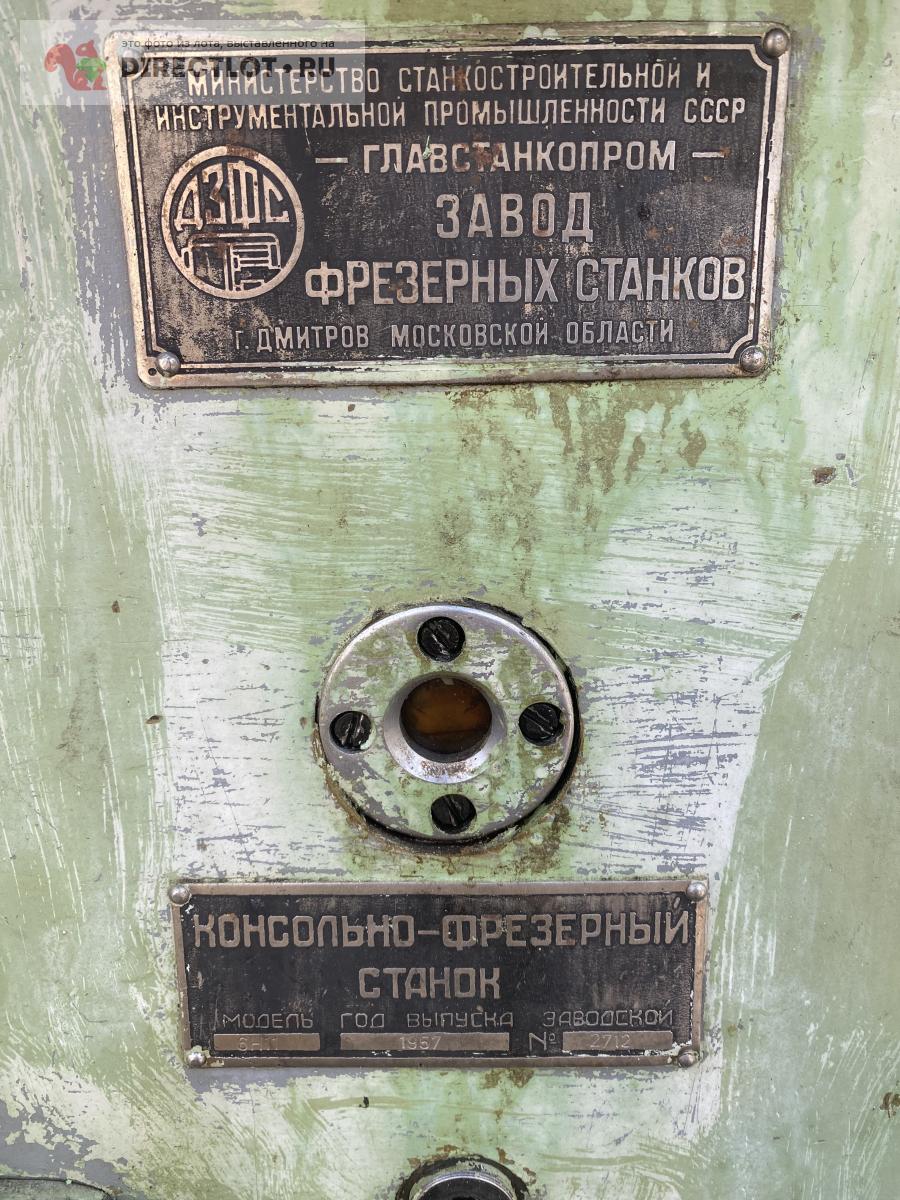 это фото из лота, выставленного на
DIRECTLOT.RU
МИНИСТЕРСТВО СТАНКОСТРОИТЕЛЬНОЙ И
ИНСТРУМЕНТАЛЬНОЙ ПРОМЫШЛЕННОСТИ СССР
— ГЛАВСТАНКОПРОМ —
ДЗФС
ЗАВОД
ФРЕЗЕРНЫХ СТАНКОВ
Г. ДМИТРОВ МОСКОВСКОЙ ОБЛАСТИ
КОНСОЛЬНО-ФРЕЗЕРНЫЙ
СТАНОК
МОДЕЛЬ ГОД ВЫПУСКА ЗАВОДСКОЙ
1957 № 2712